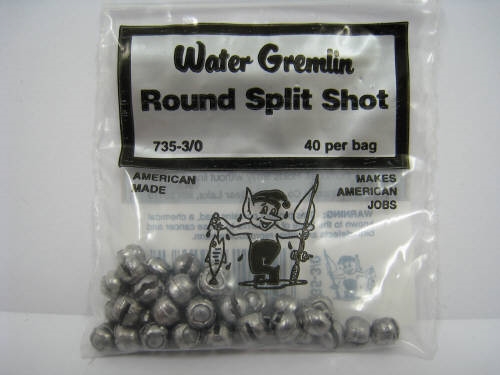 Water Gremlin
Round Split Shot
735-3/0 40 per bag
AMERICAN
MADE
MAKES
AMERICAN
JOBS
WARNING: